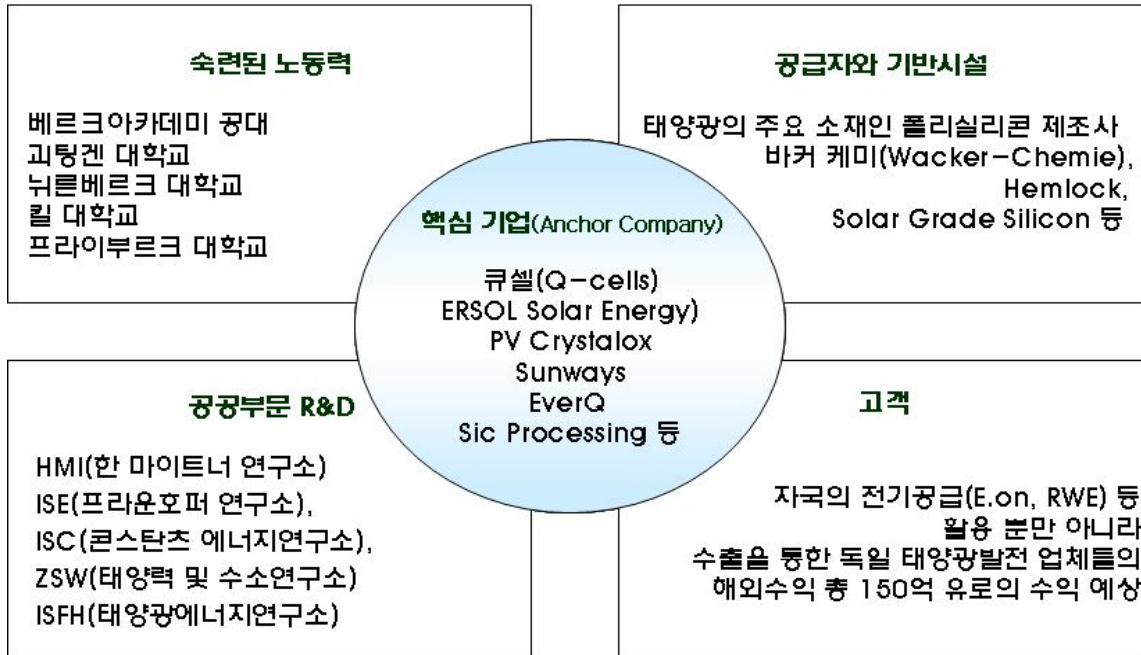 숙련된 노동력
베르크아카데미 공대
괴팅겐 대학교
뉘른베르크 대학교
킬 대학교
프라이부르크 대학교
공급자와 기반시설
태양광의 주요 소재인 폴리실리콘 제조사
바커 케미(Wacker-Chemie),
Hemlock,
Solar Grade Silicon 등
핵심 기업(Anchor Company)
큐셀(Q-cells)
ERSOL Solar Energy)
PV Crystalox
Sunways
EverQ
Sic Processing 등
공공부문 R&D
HMI(한 마이트너 연구소)
ISE(프라운호퍼 연구소),
ISC(콘스탄츠 에너지연구소),
ZSW(태양력 및 수소연구소)
ISFH(태양광에너지연구소)
고객
자국의 전기공급(E.on, RWE) 등
활용 뿐만 아니라
수출을 통한 독일 태양광발전 업체들의
해외수익 총 150억 유로의 수익 예상